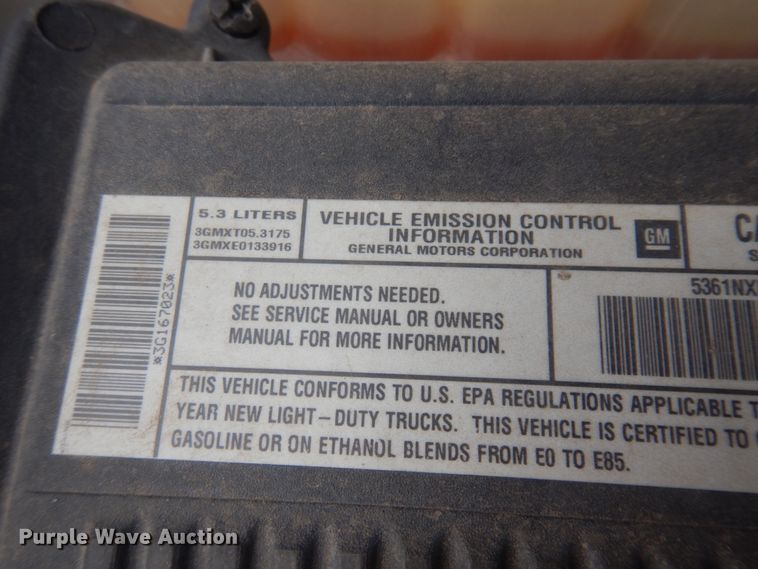 5.3 LITERS
3GMXT05.3175
3GMXE0133916
VEHICLE EMISSION CONTROL
INFORMATION
GENERAL MOTORS CORPORATION
GM
CA
S
*3G167023*
NO ADJUSTMENTS NEEDED.
SEE SERVICE MANUAL OR OWNERS
MANUAL FOR MORE INFORMATION.
5361NX
THIS VEHICLE CONFORMS TO U.S. EPA REGULATIONS APPLICABLE T
YEAR NEW LIGHT-DUTY TRUCKS. THIS VEHICLE IS CERTIFIED TO
GASOLINE OR ON ETHANOL BLENDS FROM E0 TO E85.
Purple Wave Auction